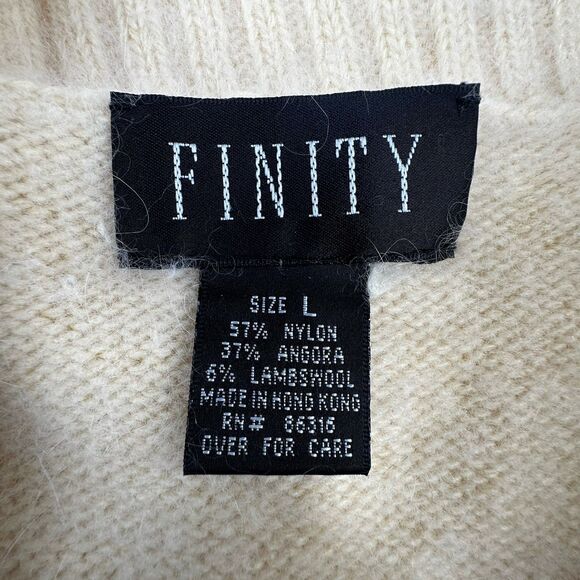 FINITY
SIZE L
57% NYLON
37% ANGORA
6% LAMBSWOOL
MADE IN HONG KONG
RN# 86316
OVER FOR CARE